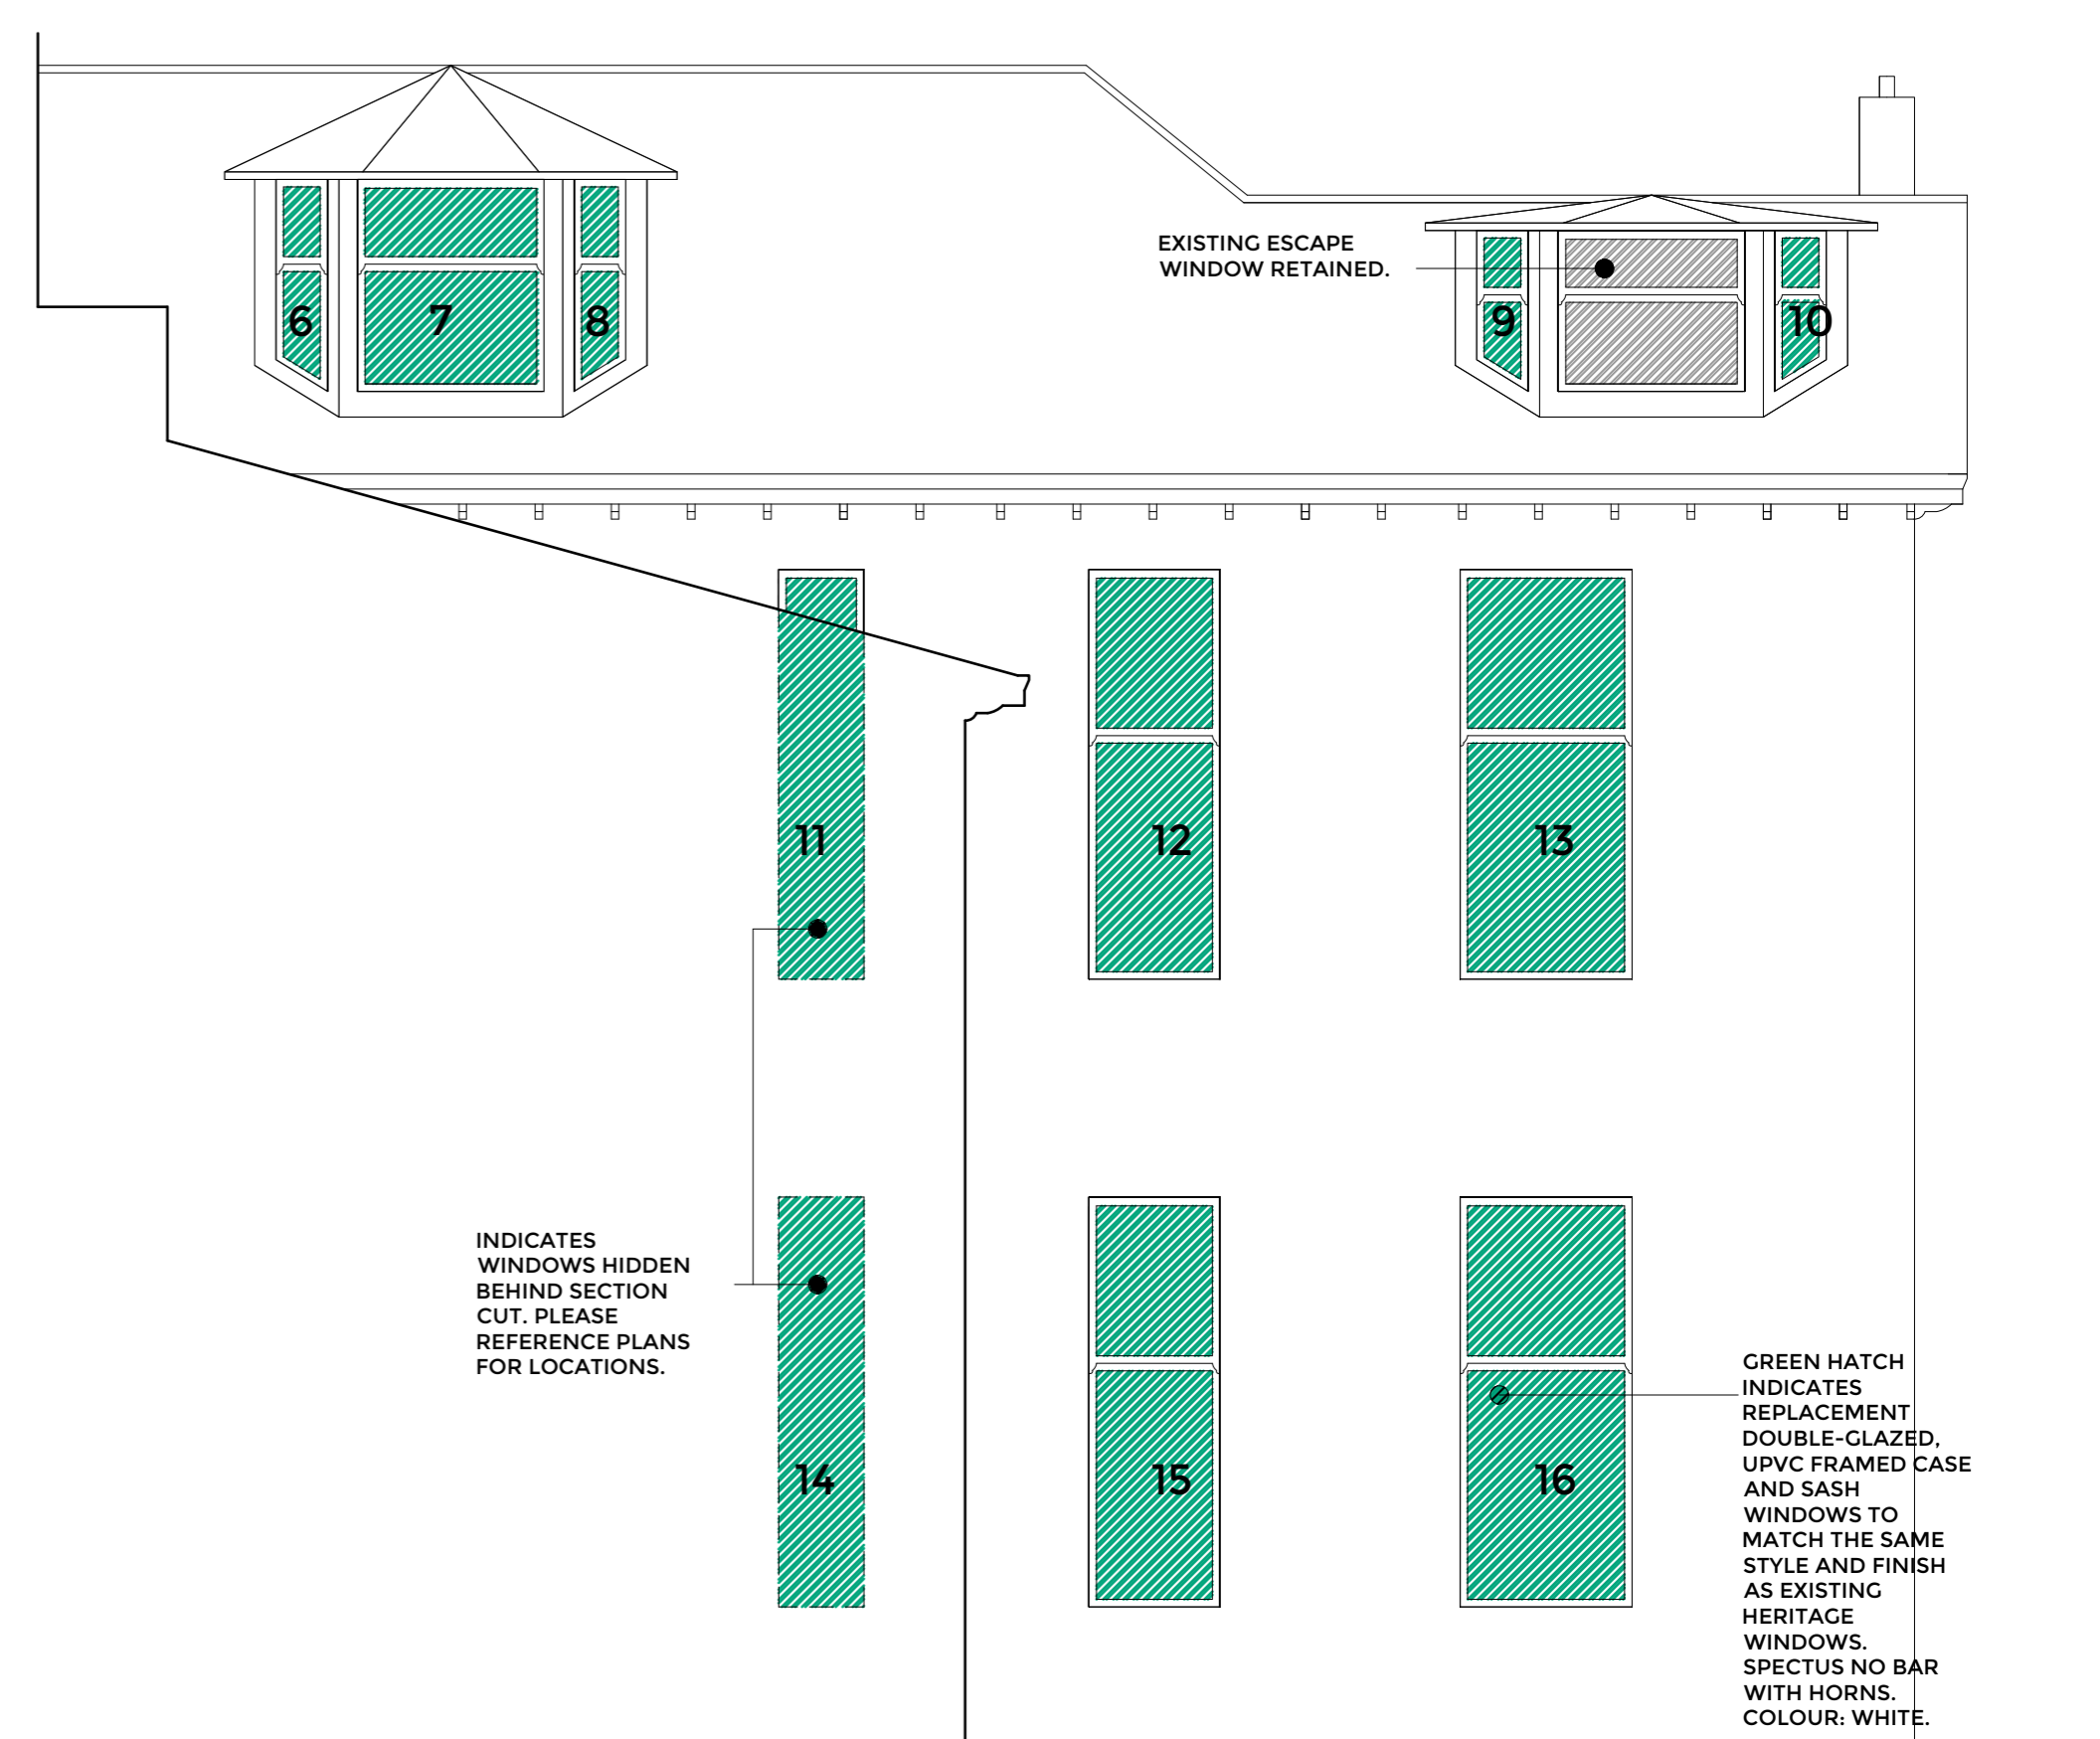 EXISTING ESCAPE
WINDOW RETAINED.
6
7
8
9
10
11
12
13
INDICATES
WINDOWS HIDDEN
BEHIND SECTION
CUT. PLEASE
REFERENCE PLANS
FOR LOCATIONS.
14
15
16
GREEN HATCH
INDICATES
REPLACEMENT
DOUBLE-GLAZED,
UPVC FRAMED CASE
AND SASH
WINDOWS TO
MATCH THE SAME
STYLE AND FINISH
AS EXISTING
HERITAGE
WINDOWS.
SPECTUS NO BAR
WITH HORNS.
COLOUR: WHITE.